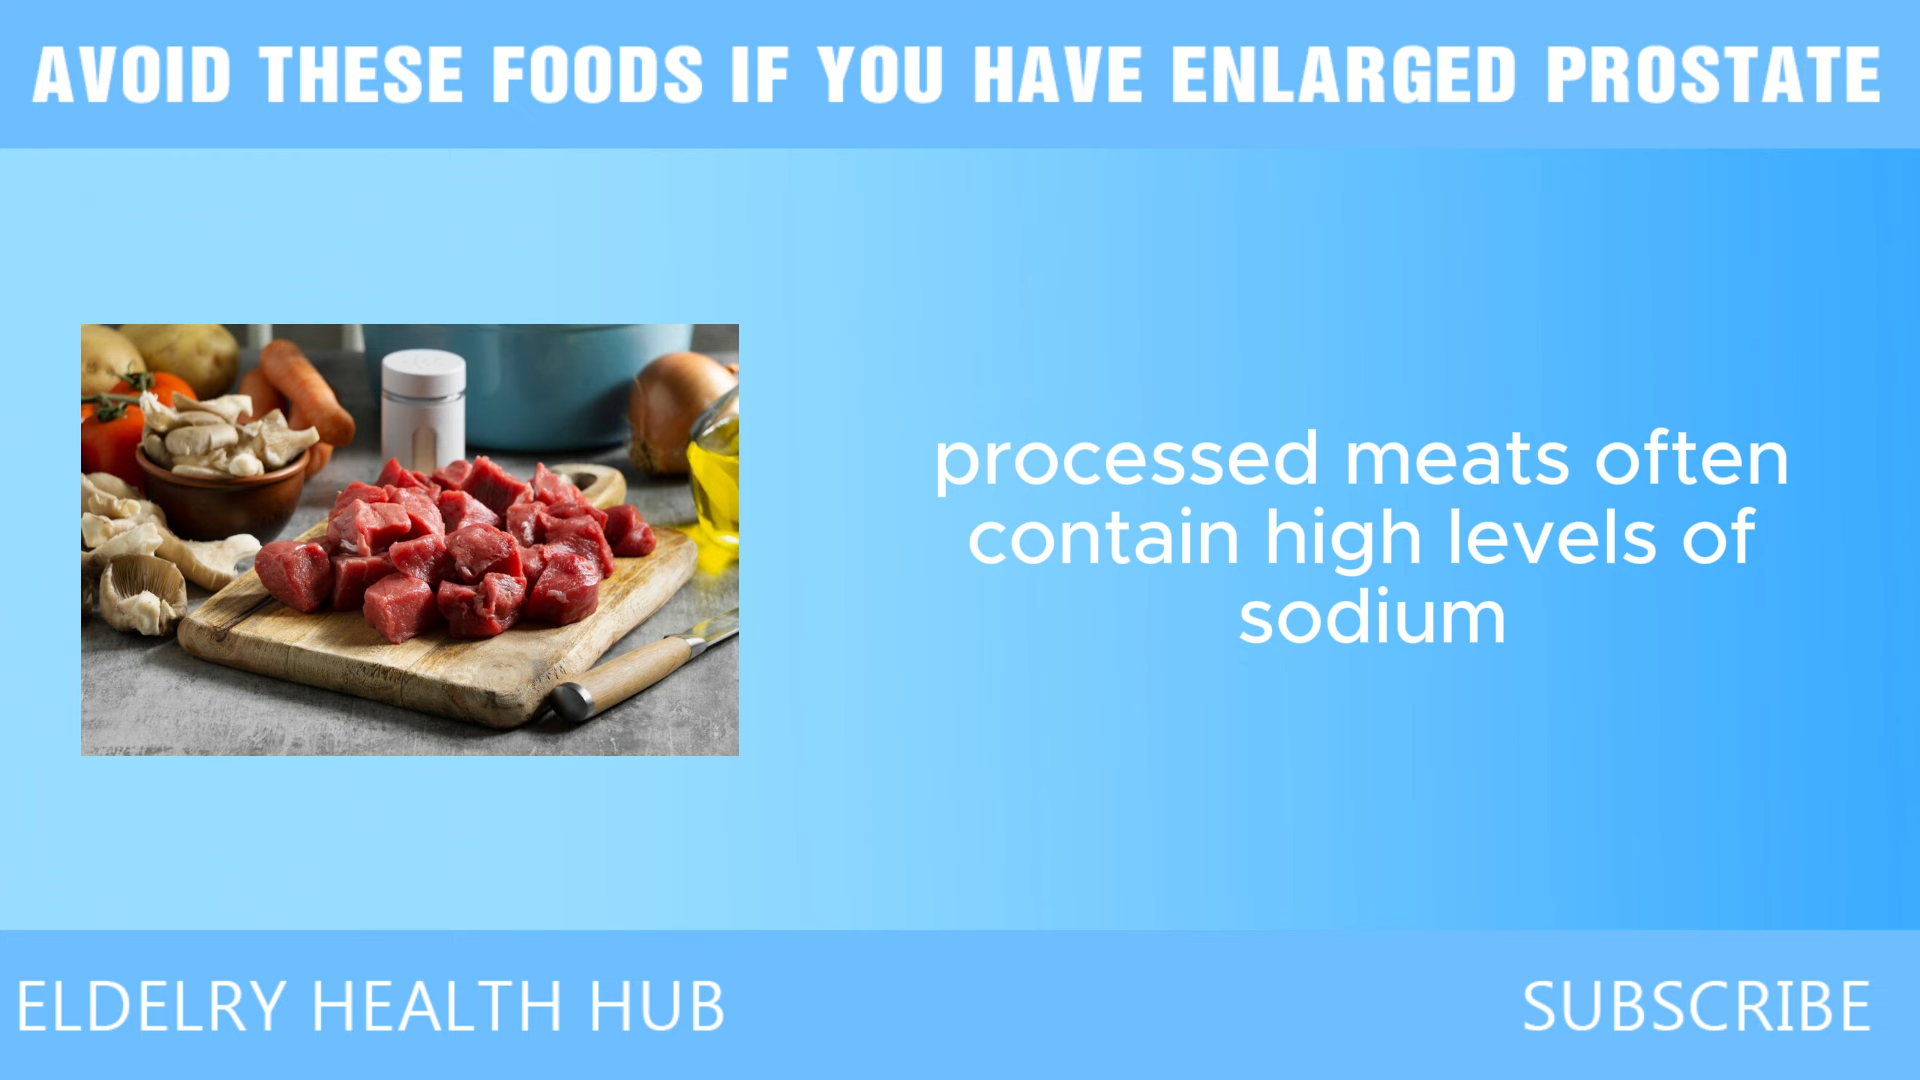 AVOID THESE FOODS IF YOU HAVE ENLARGED PROSTATE
processed meats often
contain high levels of
sodium
ELDELRY HEALTH HUB
SUBSCRIBE